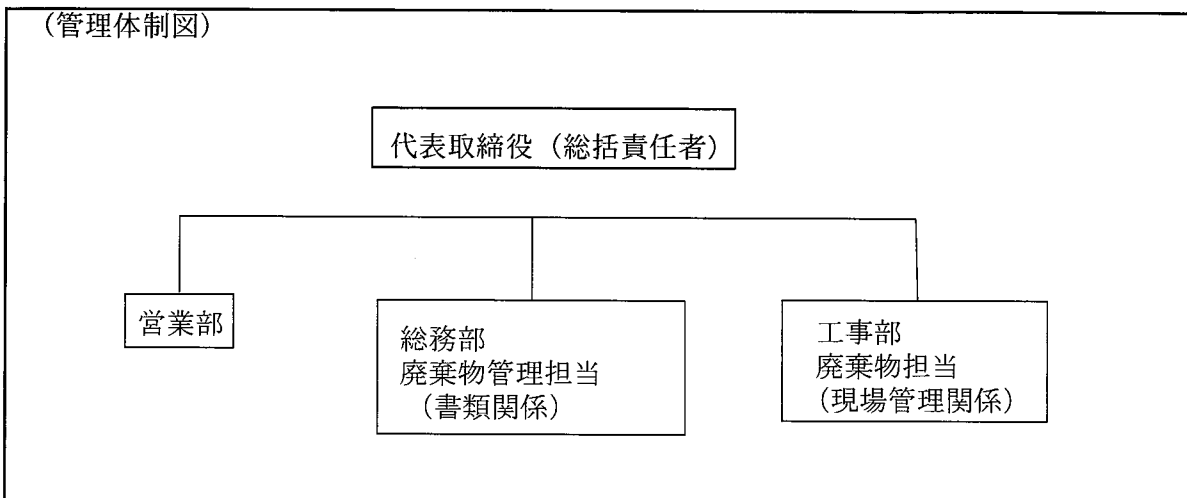 (管理体制図)
代表取締役（総括責任者）
営業部
総務部
廃棄物管理担当
（書類関係）
工事部
廃棄物担当
(現場管理関係)